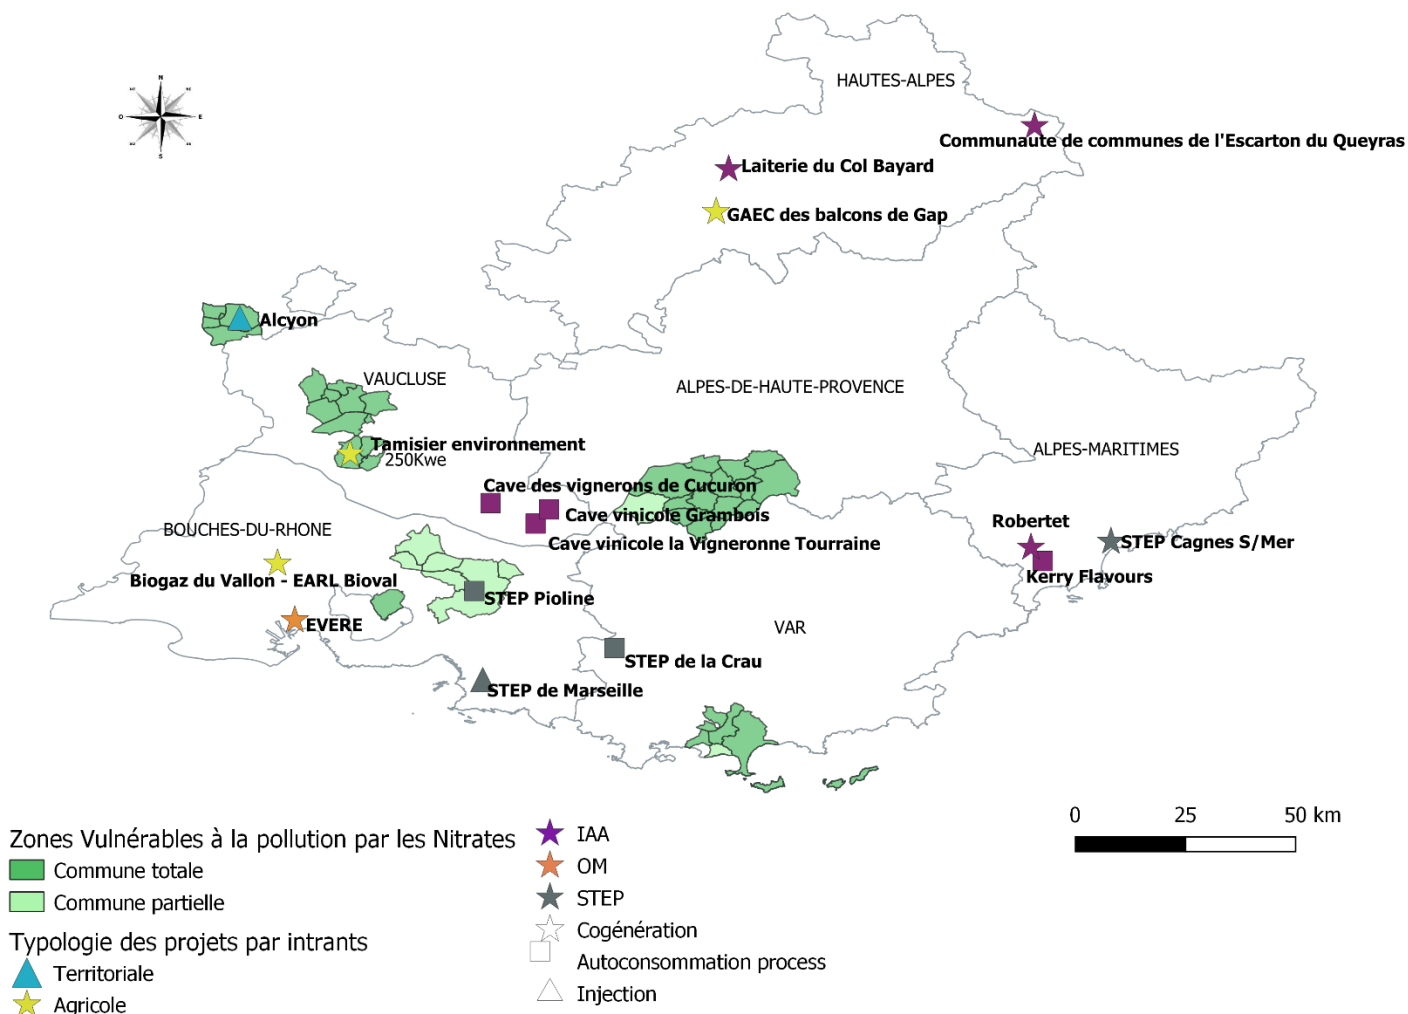 N
O
E
S
HAUTES-ALPES
Communauté de communes de l'Escarton du Queyras
Laiterie du Col Bayard
GAEC des balcons de Gap
Alcyon
VAUCLUSE
ALPES-DE-HAUTE-PROVENCE
Tamisier environnement
250Kwe
ALPES-MARITIMES
Cave des vignerons de Cucuron
Cave vinicole Grambois
BOUCHES-DU-RHONE
Cave vinicole la Vigneronne Tourraine
Robertet
STEP Cagnes S/Mer
Biogaz du Vallon - EARL Bioval
Kerry Flavours
STEP Pioline
EVERE
VAR
STEP de la Crau
STEP de Marseille
0 25 50 km
Zones Vulnérables à la pollution par les Nitrates
Commune totale
Commune partielle
Typologie des projets par intrants
Territoriale
Agricole
IAA
OM
STEP
Cogénération
Autoconsommation process
Injection